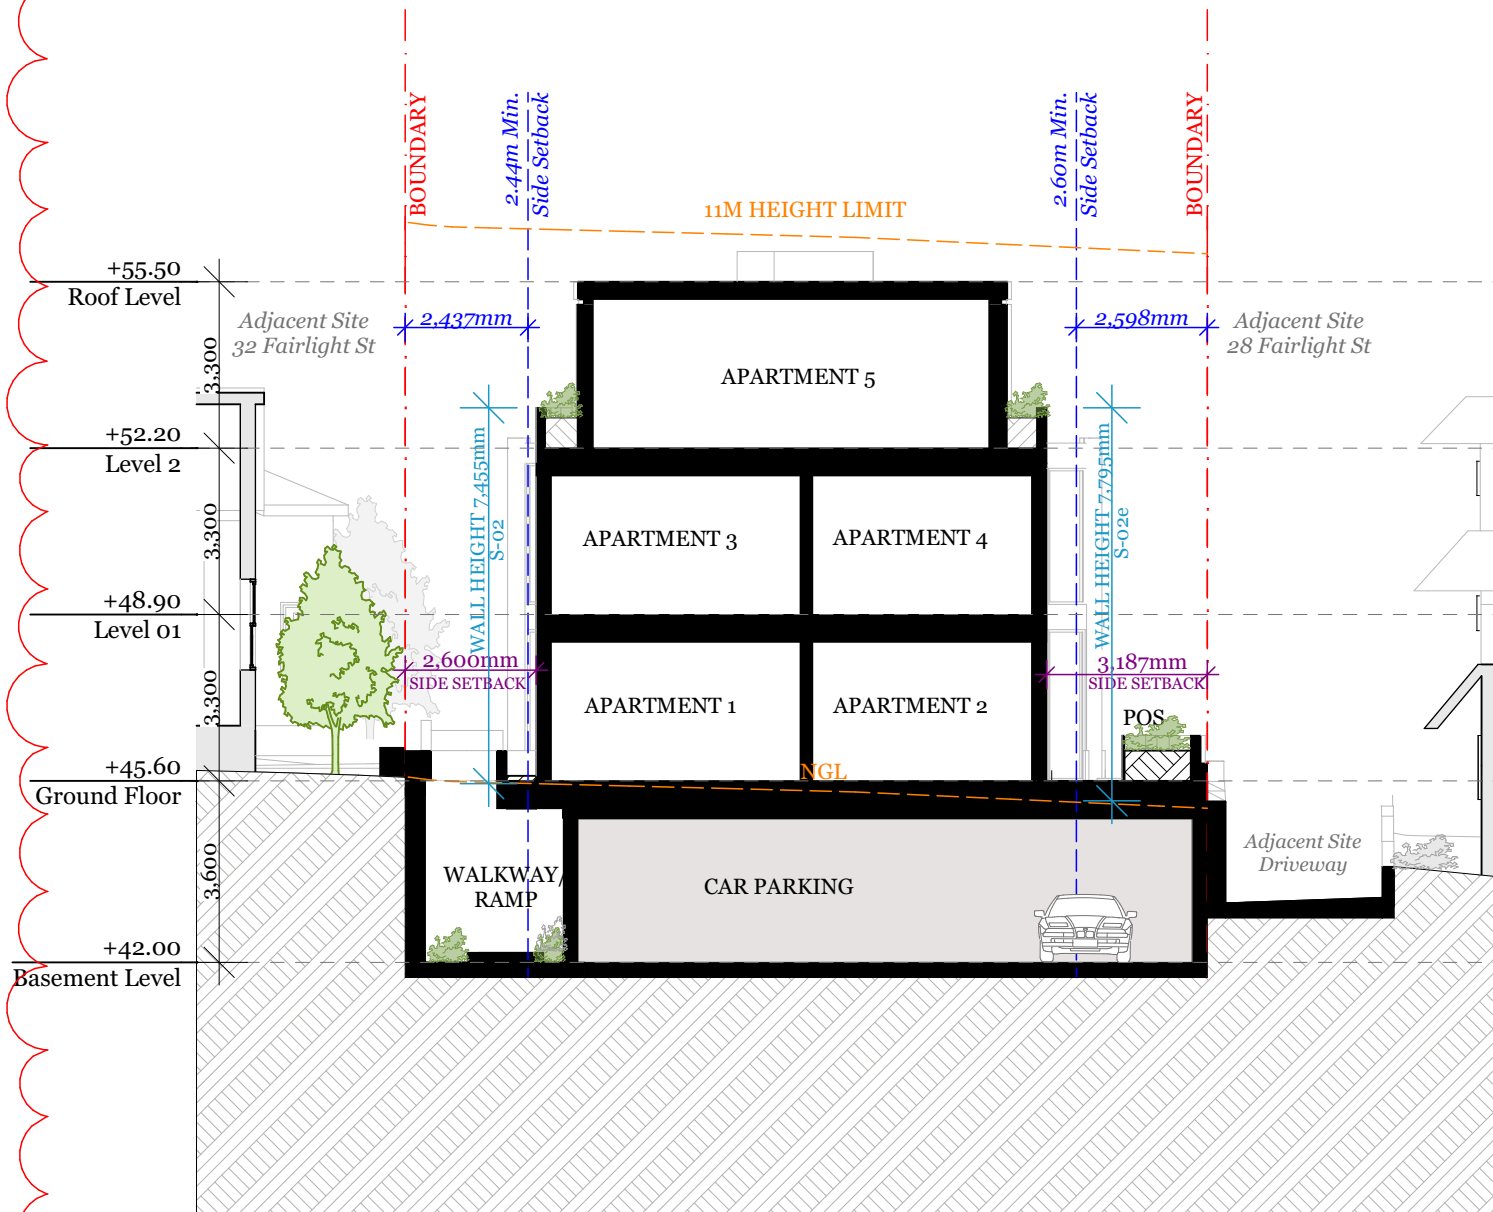 BOUNDARY
2.44m Min.
Side Setback
2.60m Min.
Side Setback
BOUNDARY
11M HEIGHT LIMIT
+55.50
Roof Level
Adjacent Site
32 Fairlight St
2,437mm
2,598mm
Adjacent Site
28 Fairlight St
3,300
APARTMENT 5
+52.20
Level 2
WALL HEIGHT 7,455mm
S-02
WALL HEIGHT 7,795mm
S-02e
3,300
APARTMENT 3
APARTMENT 4
+48.90
Level 01
2,600mm
SIDE SETBACK
3,187mm
SIDE SETBACK
3,300
APARTMENT 1
APARTMENT 2
POS
+45.60
Ground Floor
NGL
3,600
WALKWAY/
RAMP
CAR PARKING
Adjacent Site
Driveway
+42.00
Basement Level